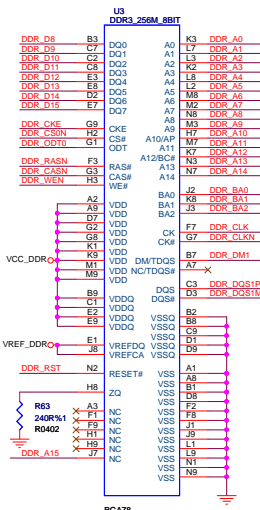 U3
DDR3_256M_8BIT
DDR_D8 B3 DQ0 A0 K3 DDR_A0
DDR_D9 C7 DQ1 A1 L7 DDR_A1
DDR_D10 C2 DQ2 A2 L3 DDR_A2
DDR_D11 C8 DQ3 A3 K2 DDR_A3
DDR_D12 E3 DQ4 A4 L8 DDR_A4
DDR_D13 E8 DQ5 A5 L2 DDR_A5
DDR_D14 D2 DQ6 A6 M8 DDR_A6
DDR_D15 E7 DQ7 A7 M2 DDR_A7
A8 N8 DDR_A8
DDR_CKE G9 CKE A9 M3 DDR_A9
DDR_CS0N H2 CS# A10/AP H7 DDR_A10
DDR_ODT0 G1 ODT A11 M7 DDR_A11
A12/BC# K7 DDR_A12
DDR_RASN F3 RAS# A13 N3 DDR_A13
DDR_CASN G3 CAS# A14 N7 DDR_A14
DDR_WEN H3 WE#
BA0 J2 DDR_BA0
A2 VDD BA1 K8 DDR_BA1
A9 VDD BA2 J3 DDR_BA2
D7 VDD
G2 VDD CK F7 DDR_CLK
G8 VDD CK# G7 DDR_CLKN
K1 VDD
VCC_DDR K9 VDD DM/TDQS B7 DDR_DM1
M1 VDD NC/TDQS# A7
M9 VDD
DQS C3 DDR_DQS1P
B9 VDDQ DQS# D3 DDR_DQS1M
C1 VDDQ
E2 VDDQ VSSQ B2
E9 VDDQ VSSQ B8
VSSQ C9
VREF_DDR E1 VREFDQ VSSQ D1
J8 VREFCA VSSQ D9
DDR_RST N2 RESET# VSS A1
VSS A8
H8 ZQ VSS B1
VSS D8
R63 A3 NC VSS F2
240R%1 F1 NC VSS F8
R0402 F9 NC VSS J1
H1 NC VSS J9
H9 NC VSS L1
DDR_A15 J7 NC VSS L9
VSS N1
VSS N9